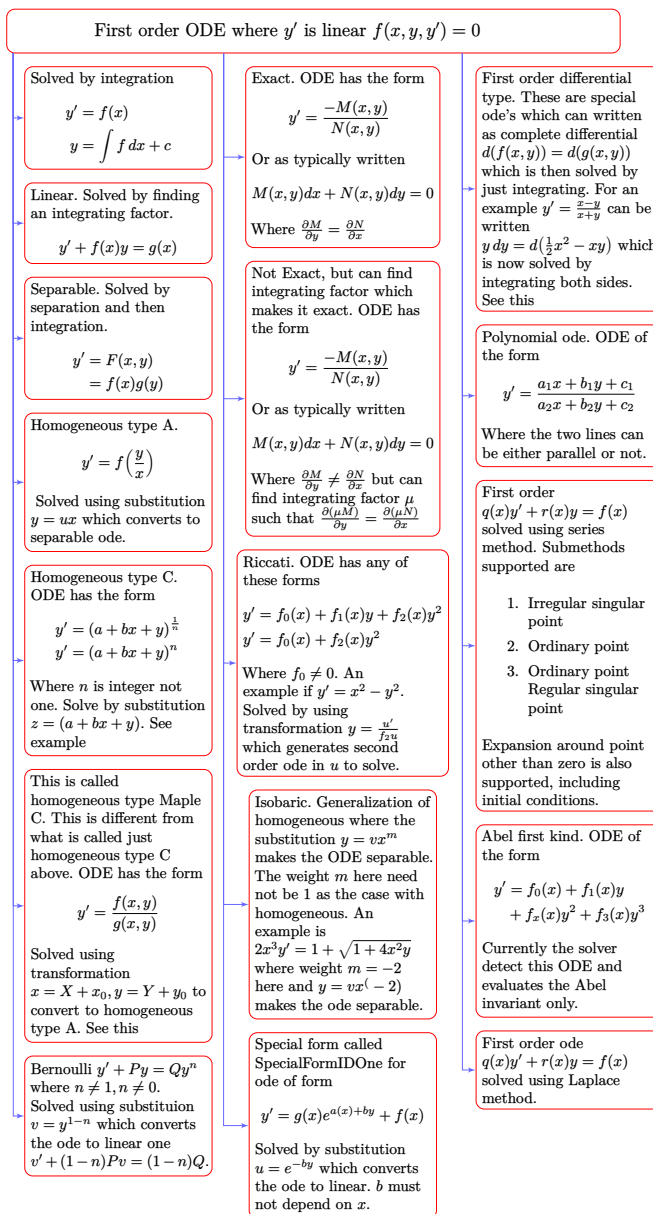 First order ODE where y′ is linear f(x, y, y′) = 0
Solved by integration
y′ = f(x)
y = ∫ f dx + c
Linear. Solved by finding
an integrating factor.
y′ + f(x)y = g(x)
Separable. Solved by
separation and then
integration.
y′ = F(x, y)
= f(x)g(y)
Homogeneous type A.
y′ = f(y/x)
Solved using substitution
y = ux which converts to
separable ode.
Homogeneous type C.
ODE has the form
y′ = (a + bx + y)^(1/n)
y′ = (a + bx + y)^n
Where n is integer not
one. Solve by substitution
z = (a + bx + y). See
example
This is called
homogeneous type Maple
C. This is different from
what is called just
homogeneous type C
above. ODE has the form
y′ = f(x, y)/g(x, y)
Solved using
transformation
x = X + x₀, y = Y + y₀ to
convert to homogeneous
type A. See this
Bernoulli y′ + Py = Qy^n
where n ≠ 1, n ≠ 0.
Solved using substituion
v = y^(1−n) which converts
the ode to linear one
v′ + (1 − n)Pv = (1 − n)Q.
Exact. ODE has the form
y′ = −M(x, y)/N(x, y)
Or as typically written
M(x, y)dx + N(x, y)dy = 0
Where ∂M/∂y = ∂N/∂x
Not Exact, but can find
integrating factor which
makes it exact. ODE has
the form
y′ = −M(x, y)/N(x, y)
Or as typically written
M(x, y)dx + N(x, y)dy = 0
Where ∂M/∂y ≠ ∂N/∂x but can
find integrating factor μ
such that ∂(μM)/∂y = ∂(μN)/∂x
Riccati. ODE has any of
these forms
y′ = f₀(x) + f₁(x)y + f₂(x)y²
y′ = f₀(x) + f₂(x)y²
Where f₀ ≠ 0. An
example if y′ = x² − y².
Solved by using
transformation y = u′/(f₂u)
which generates second
order ode in u to solve.
Isobaric. Generalization of
homogeneous where the
substitution y = vx^m
makes the ODE separable.
The weight m here need
not be 1 as the case with
homogeneous. An
example is
2x³y′ = 1 + √(1 + 4x²y)
where weight m = −2
here and y = vx⁽ − 2)
makes the ode separable.
Special form called
SpecialFormIDOne for
ode of form
y′ = g(x)e^(a(x)+by) + f(x)
Solved by substitution
u = e^(−by) which converts
the ode to linear. b must
not depend on x.
First order differential
type. These are special
ode's which can written
as complete differential
d(f(x, y)) = d(g(x, y))
which is then solved by
just integrating. For an
example y′ = (x−y)/(x+y) can be
written
y dy = d(½x² − xy) which
is now solved by
integrating both sides.
See this
Polynomial ode. ODE of
the form
y′ = (a₁x + b₁y + c₁)/(a₂x + b₂y + c₂)
Where the two lines can
be either parallel or not.
First order
q(x)y′ + r(x)y = f(x)
solved using series
method. Submethods
supported are
1. Irregular singular
point
2. Ordinary point
3. Ordinary point
Regular singular
point
Expansion around point
other than zero is also
supported, including
initial conditions.
Abel first kind. ODE of
the form
y′ = f₀(x) + f₁(x)y
+ fₓ(x)y² + f₃(x)y³
Currently the solver
detect this ODE and
evaluates the Abel
invariant only.
First order ode
q(x)y′ + r(x)y = f(x)
solved using Laplace
method.